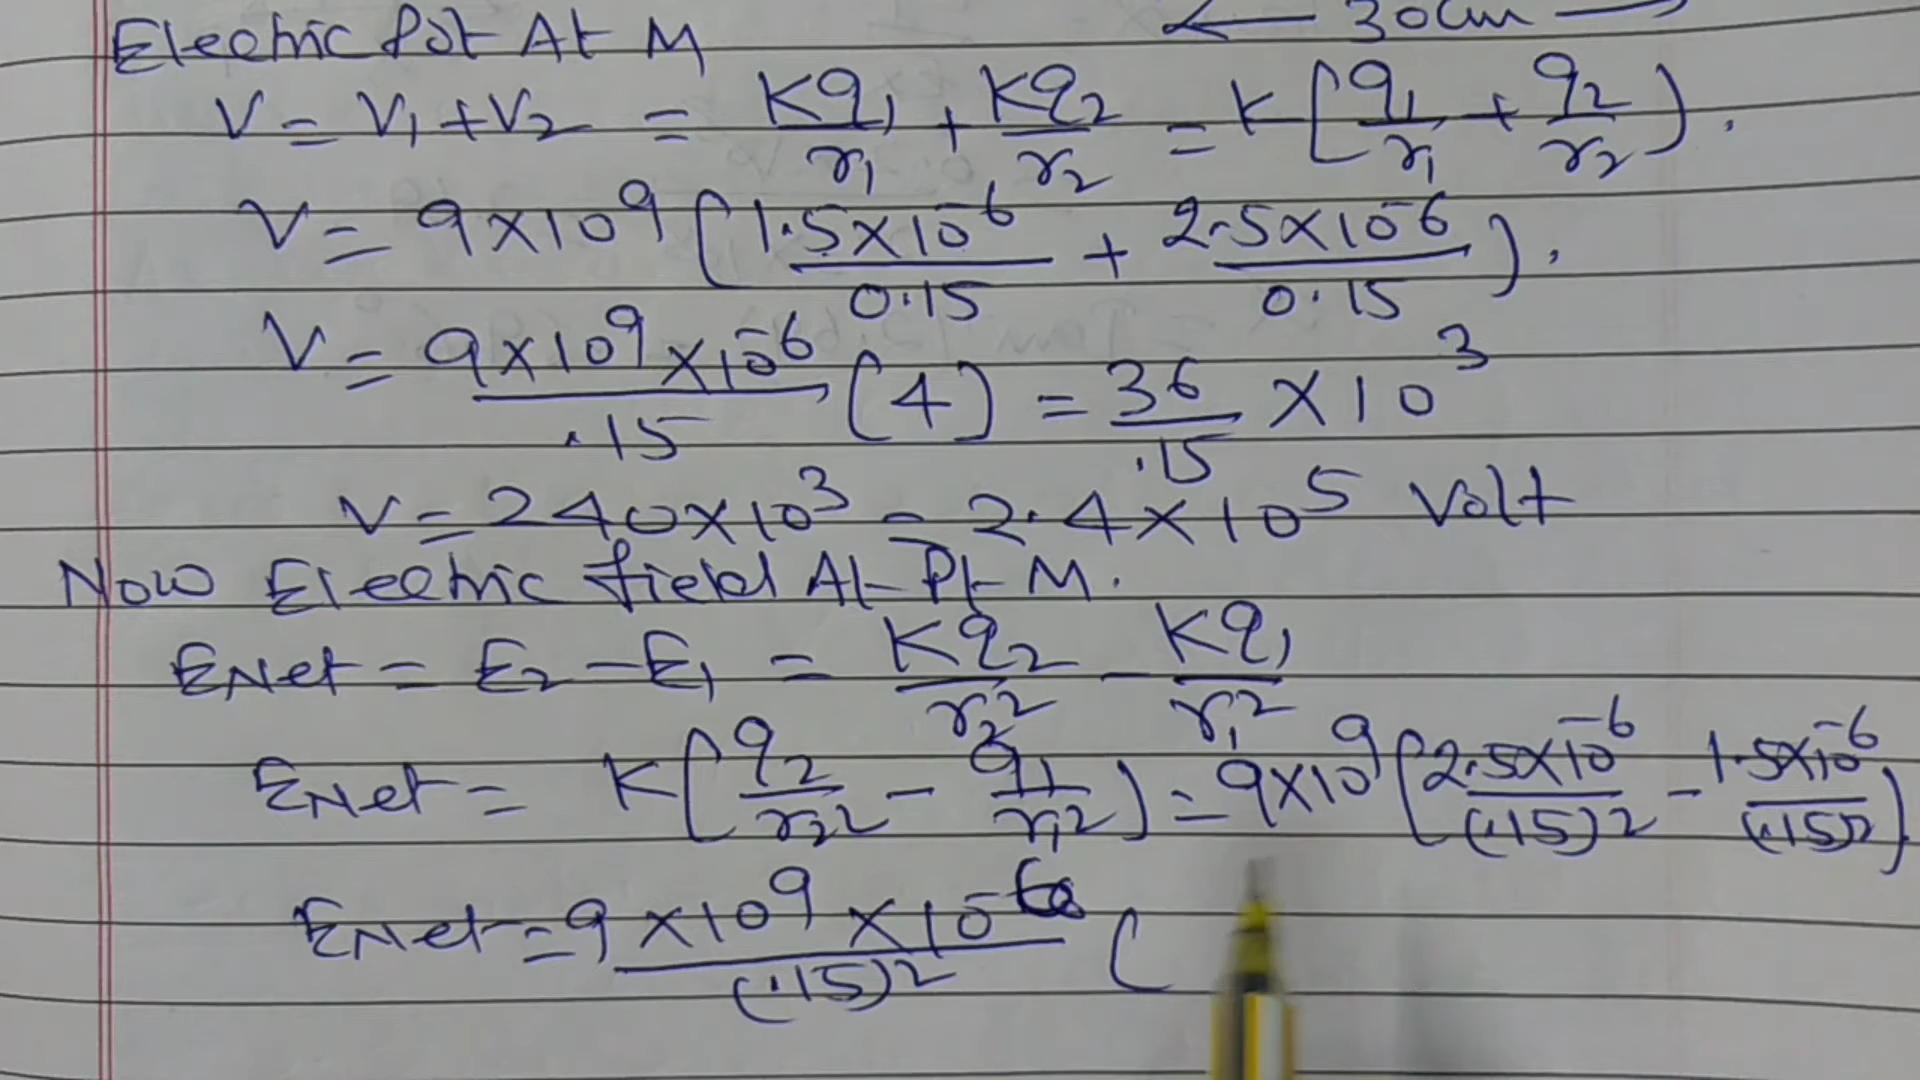 Electric Pot At M ← 30cm →
V = V₁ + V₂ = Kq₁/r₁ + Kq₂/r₂ = K[q₁/r₁ + q₂/r₂).
V = 9×10⁹ [1.5×10⁻⁶/0.15 + 2.5×10⁻⁶/0.15).
V = 9×10⁹×10⁻⁶/.15 (4) = 36/.15 × 10³
V = 240×10³ = 2.4×10⁵ Volt
Now Electric field At Pt M.
ENet = E₂ − E₁ = Kq₂/r₂² − Kq₁/r₁²
ENet = K[q₂/r₂² − q₁/r₁²) = 9×10⁹ [2.5×10⁻⁶/(.15)² − 1.5×10⁻⁶/(.15)²)
ENet = 9×10⁹×10⁻⁶/(.15)² (